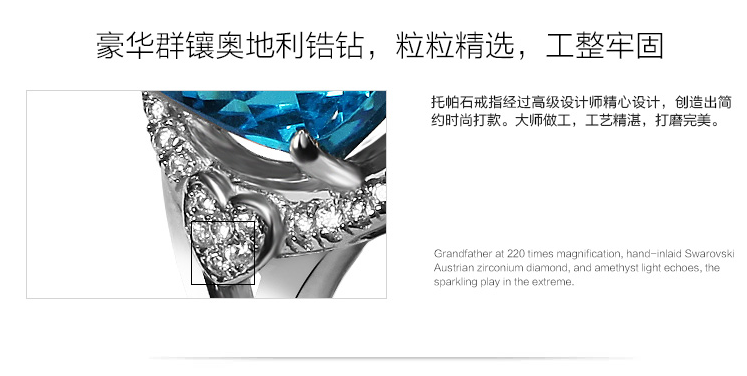 豪华群镶奥地利锆钻，粒粒精选，工整牢固
托帕石戒指经过高级设计师精心设计，创造出简
约时尚打款。大师做工，工艺精湛，打磨完美。
Grandfather at 220 times magnification, hand-inlaid Swarovski
Austrian zirconium diamond, and amethyst light echoes, the
sparkling play in the extreme.